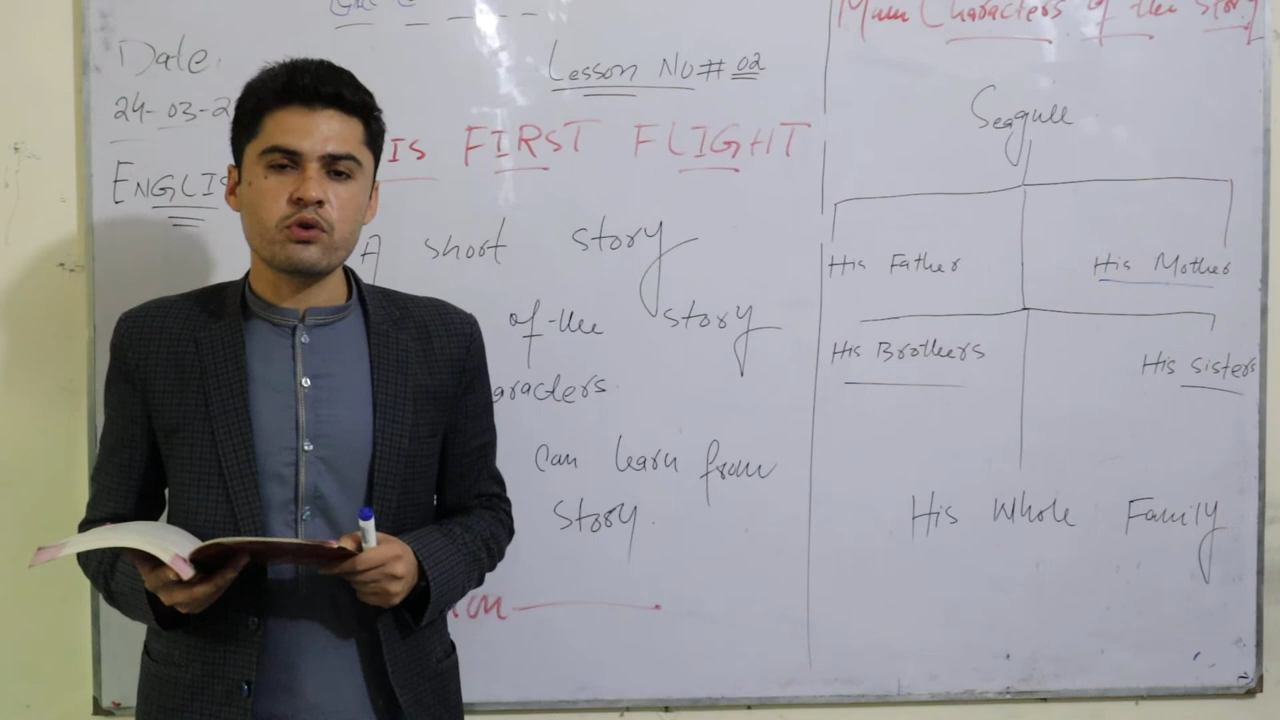 Date,
Lesson No# 02
24-03-2
ENGLIS
IS FIRST FLIGHT
A short story
of the story
aracters.
Can learn from
story.
Main Characters of the Story
Seagull
His Father
His Mother
His Brothers
His sisters
His Whole Family